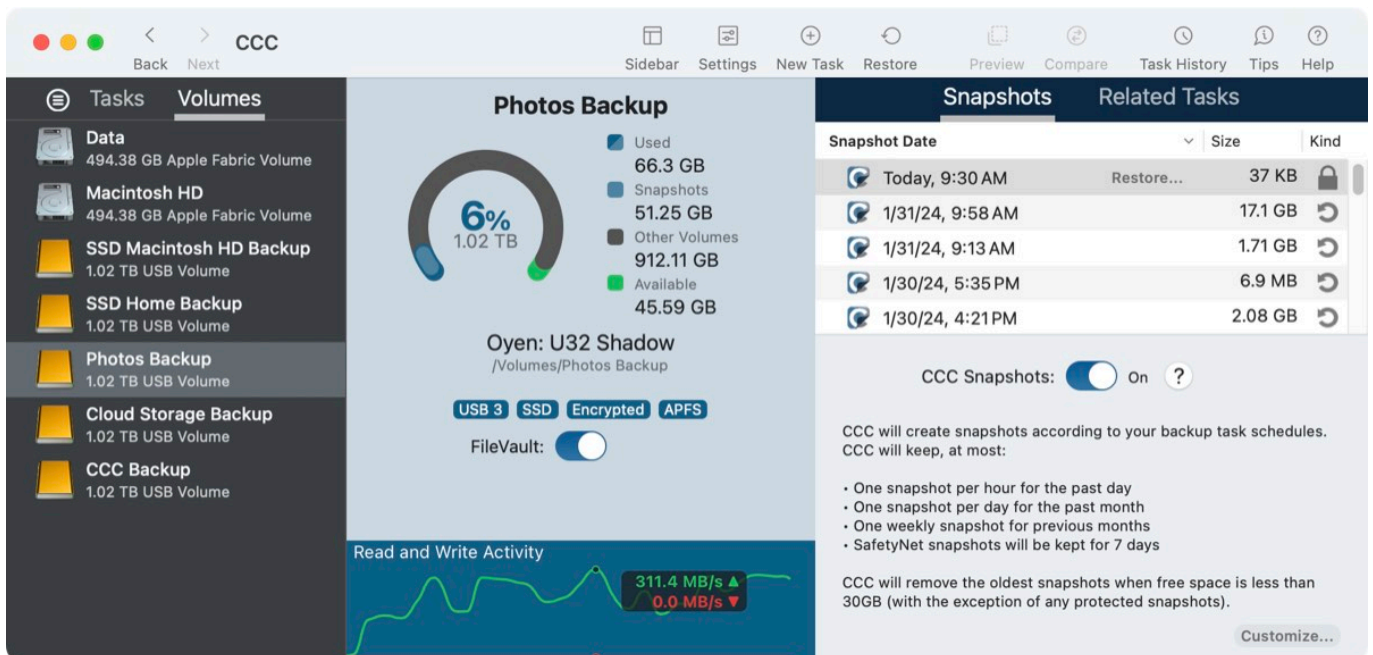 CCC
Back
Next
Sidebar
Settings
New Task
Restore
Preview
Compare
Task History
Tips
Help
Tasks
Volumes
Data
494.38 GB Apple Fabric Volume
Macintosh HD
494.38 GB Apple Fabric Volume
SSD Macintosh HD Backup
1.02 TB USB Volume
SSD Home Backup
1.02 TB USB Volume
Photos Backup
1.02 TB USB Volume
Cloud Storage Backup
1.02 TB USB Volume
CCC Backup
1.02 TB USB Volume
Photos Backup
6%
1.02 TB
Used
66.3 GB
Snapshots
51.25 GB
Other Volumes
912.11 GB
Available
45.59 GB
Oyen: U32 Shadow
/Volumes/Photos Backup
USB 3 SSD Encrypted APFS
FileVault:
Read and Write Activity
311.4 MB/s ▲
0.0 MB/s ▼
Snapshots
Related Tasks
Snapshot Date Size Kind
Today, 9:30 AM Restore... 37 KB
1/31/24, 9:58 AM 17.1 GB
1/31/24, 9:13 AM 1.71 GB
1/30/24, 5:35 PM 6.9 MB
1/30/24, 4:21 PM 2.08 GB
CCC Snapshots: On ?
CCC will create snapshots according to your backup task schedules.
CCC will keep, at most:
• One snapshot per hour for the past day
• One snapshot per day for the past month
• One weekly snapshot for previous months
• SafetyNet snapshots will be kept for 7 days
CCC will remove the oldest snapshots when free space is less than
30GB (with the exception of any protected snapshots).
Customize...